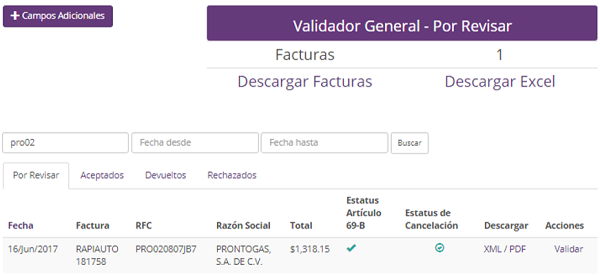 + Campos Adicionales
Validador General - Por Revisar
Facturas 1
Descargar Facturas Descargar Excel
pro02 Fecha desde Fecha hasta Buscar
Por Revisar Aceptados Devueltos Rechazados
Fecha Factura RFC Razón Social Total Estatus Artículo 69-B Estatus de Cancelación Descargar Acciones
16/Jun/2017 RAPIAUTO 181758 PRO020807JB7 PRONTOGAS, S.A. DE C.V. $1,318.15 XML / PDF Validar